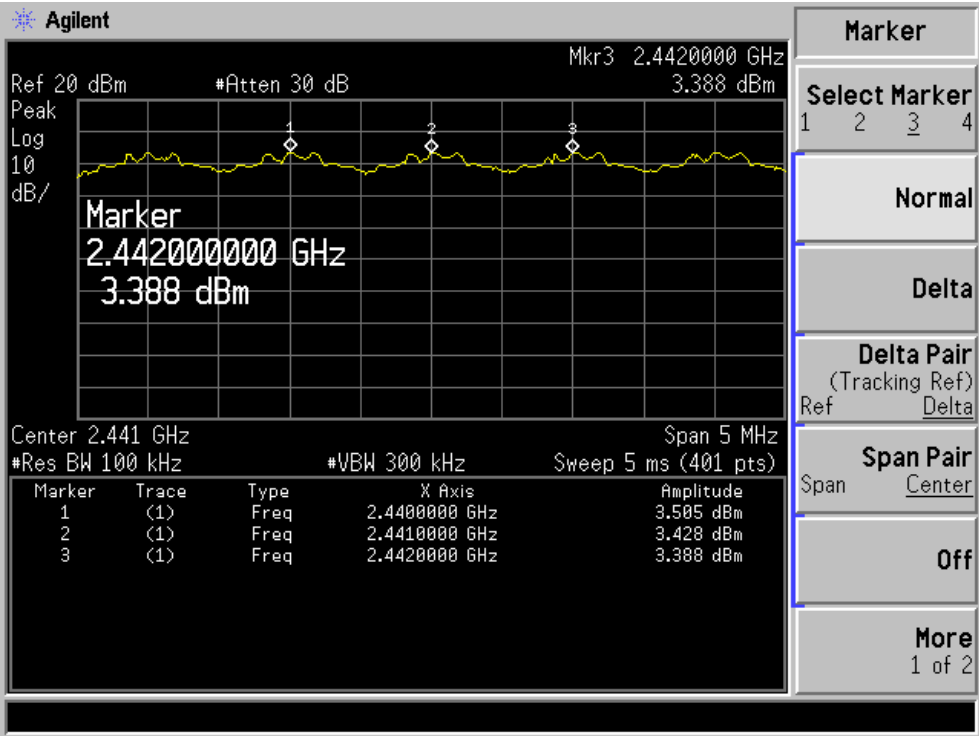 Agilent
Mkr3 2.4420000 GHz
Ref 20 dBm #Atten 30 dB 3.388 dBm
Peak
Log
10
dB/
1 2 3
Marker
2.442000000 GHz
3.388 dBm
Center 2.441 GHz Span 5 MHz
#Res BW 100 kHz #VBW 300 kHz Sweep 5 ms (401 pts)
Marker Trace Type X Axis Amplitude
1 (1) Freq 2.4400000 GHz 3.505 dBm
2 (1) Freq 2.4410000 GHz 3.428 dBm
3 (1) Freq 2.4420000 GHz 3.388 dBm
Marker
Select Marker
1 2 3 4
Normal
Delta
Delta Pair
(Tracking Ref)
Ref Delta
Span Pair
Span Center
Off
More
1 of 2